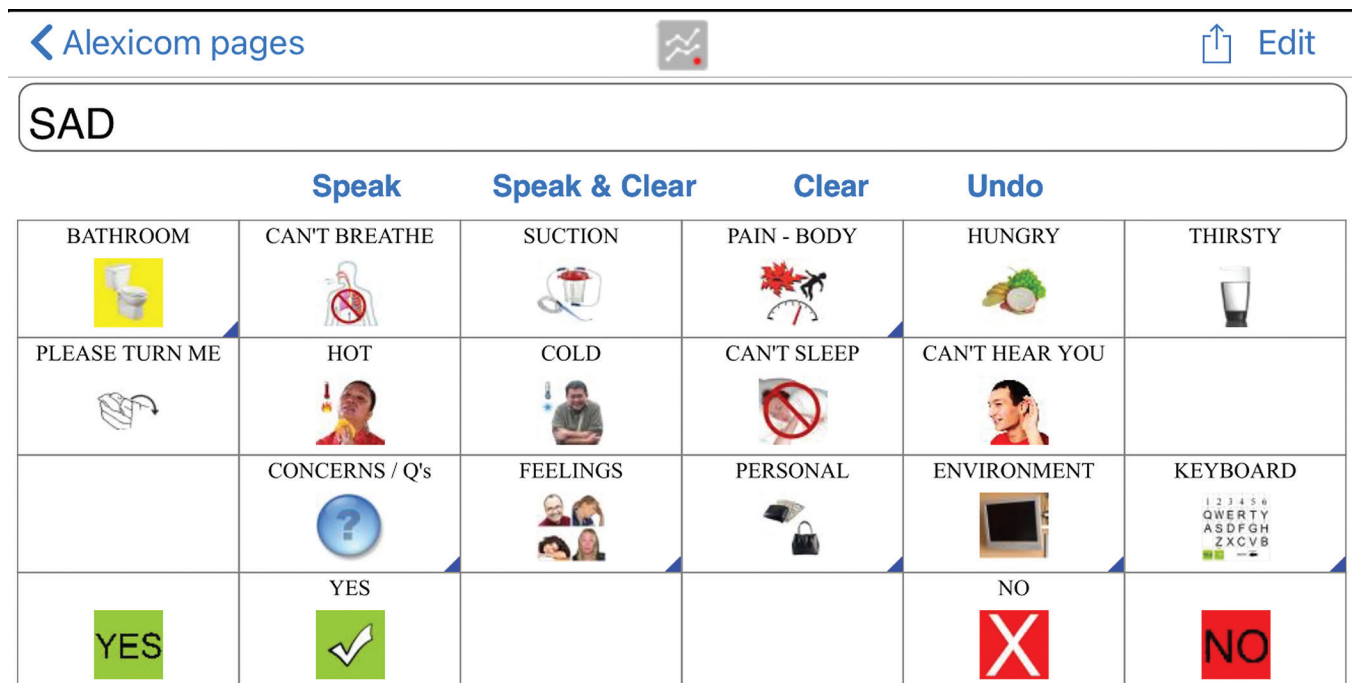 Alexicom pages
Edit
SAD
Speak Speak & Clear Clear Undo
BATHROOM CAN'T BREATHE SUCTION PAIN - BODY HUNGRY THIRSTY
PLEASE TURN ME HOT COLD CAN'T SLEEP CAN'T HEAR YOU
CONCERNS / Q's FEELINGS PERSONAL ENVIRONMENT KEYBOARD
?
1 2 3 4 5 6
QWERTY
ASDFGH
ZXCVB
YES NO
YES X NO